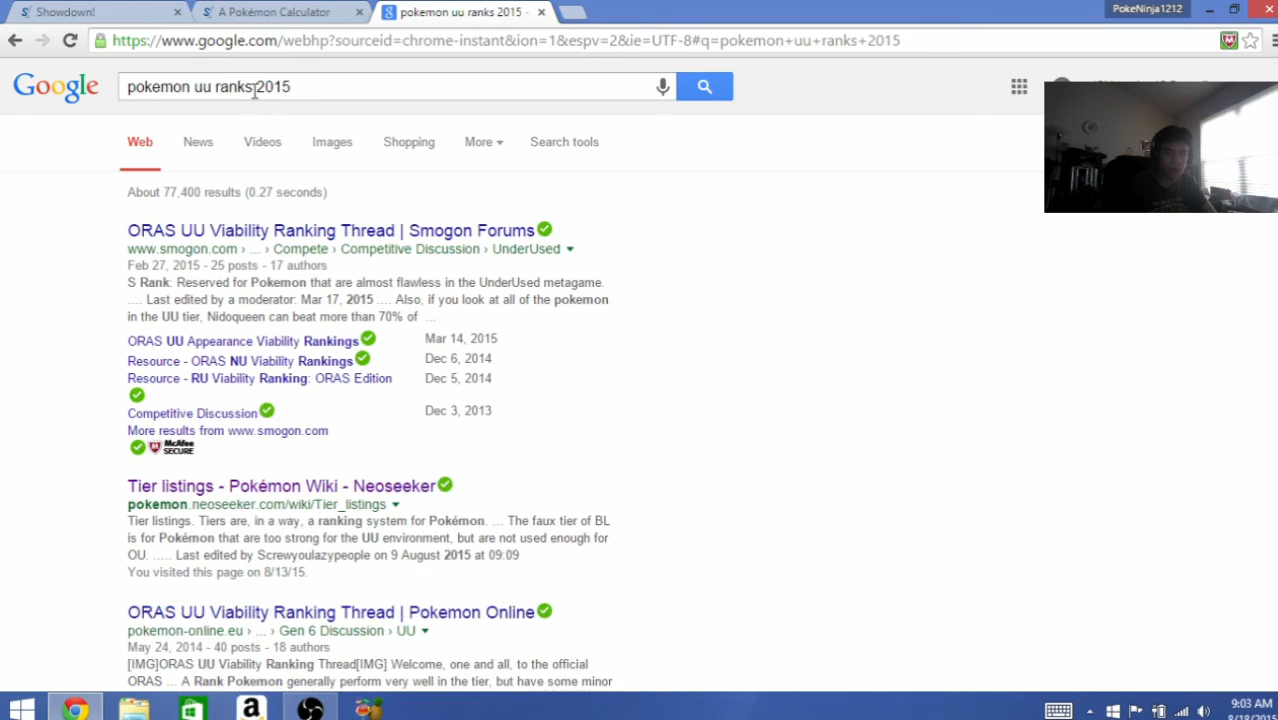 Showdown!
A Pokémon Calculator
pokemon uu ranks 2015 -
PokeNinja1212
https://www.google.com/webhp?sourceid=chrome-instant&ion=1&espv=2&ie=UTF-8#q=pokemon+uu+ranks+2015
Google
pokemon uu ranks 2015
Web News Videos Images Shopping More Search tools
About 77,400 results (0.27 seconds)
ORAS UU Viability Ranking Thread | Smogon Forums
www.smogon.com › ... › Compete › Competitive Discussion › UnderUsed
Feb 27, 2015 - 25 posts - 17 authors
S Rank: Reserved for Pokemon that are almost flawless in the UnderUsed metagame.
.... Last edited by a moderator: Mar 17, 2015 .... Also, if you look at all of the pokemon
in the UU tier, Nidoqueen can beat more than 70% of ...
ORAS UU Appearance Viability Rankings Mar 14, 2015
Resource - ORAS NU Viability Rankings Dec 6, 2014
Resource - RU Viability Ranking: ORAS Edition Dec 5, 2014
Competitive Discussion Dec 3, 2013
More results from www.smogon.com
McAfee
SECURE
Tier listings - Pokémon Wiki - Neoseeker
pokemon.neoseeker.com/wiki/Tier_listings
Tier listings. Tiers are, in a way, a ranking system for Pokémon. ... The faux tier of BL
is for Pokémon that are too strong for the UU environment, but are not used enough for
OU. ..... Last edited by Screwyoulazypeople on 9 August 2015 at 09:09
You visited this page on 8/13/15.
ORAS UU Viability Ranking Thread | Pokemon Online
pokemon-online.eu › ... › Gen 6 Discussion › UU
May 24, 2014 - 40 posts - 18 authors
[IMG]ORAS UU Viability Ranking Thread[IMG] Welcome, one and all, to the official
ORAS ... A Rank Pokemon generally perform very well in the tier, but have some minor
9:03 AM
8/18/2015